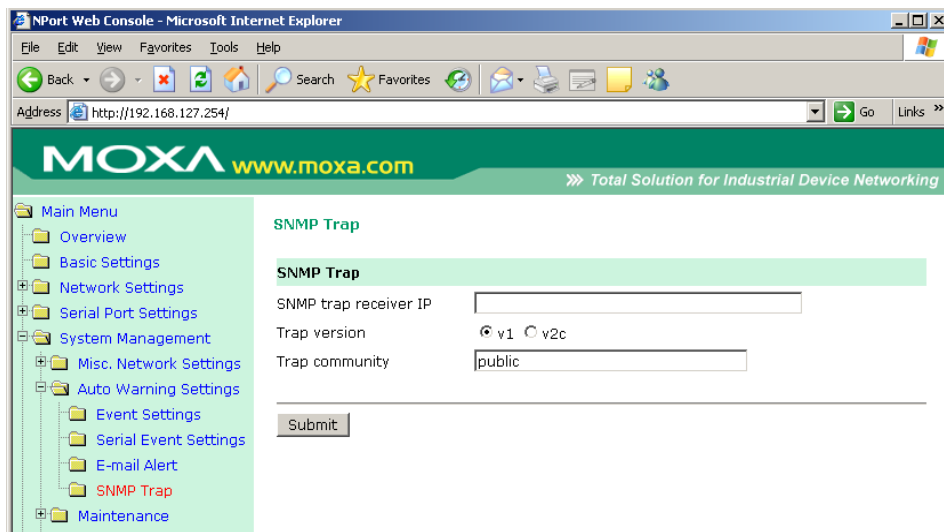 NPort Web Console - Microsoft Internet Explorer
File Edit View Favorites Tools Help
Back Search Favorites
Address http://192.168.127.254/ Go Links »
MOXA www.moxa.com
Total Solution for Industrial Device Networking
Main Menu
Overview
Basic Settings
Network Settings
Serial Port Settings
System Management
Misc. Network Settings
Auto Warning Settings
Event Settings
Serial Event Settings
E-mail Alert
SNMP Trap
Maintenance
SNMP Trap
SNMP Trap
SNMP trap receiver IP
Trap version v1 v2c
Trap community public
Submit